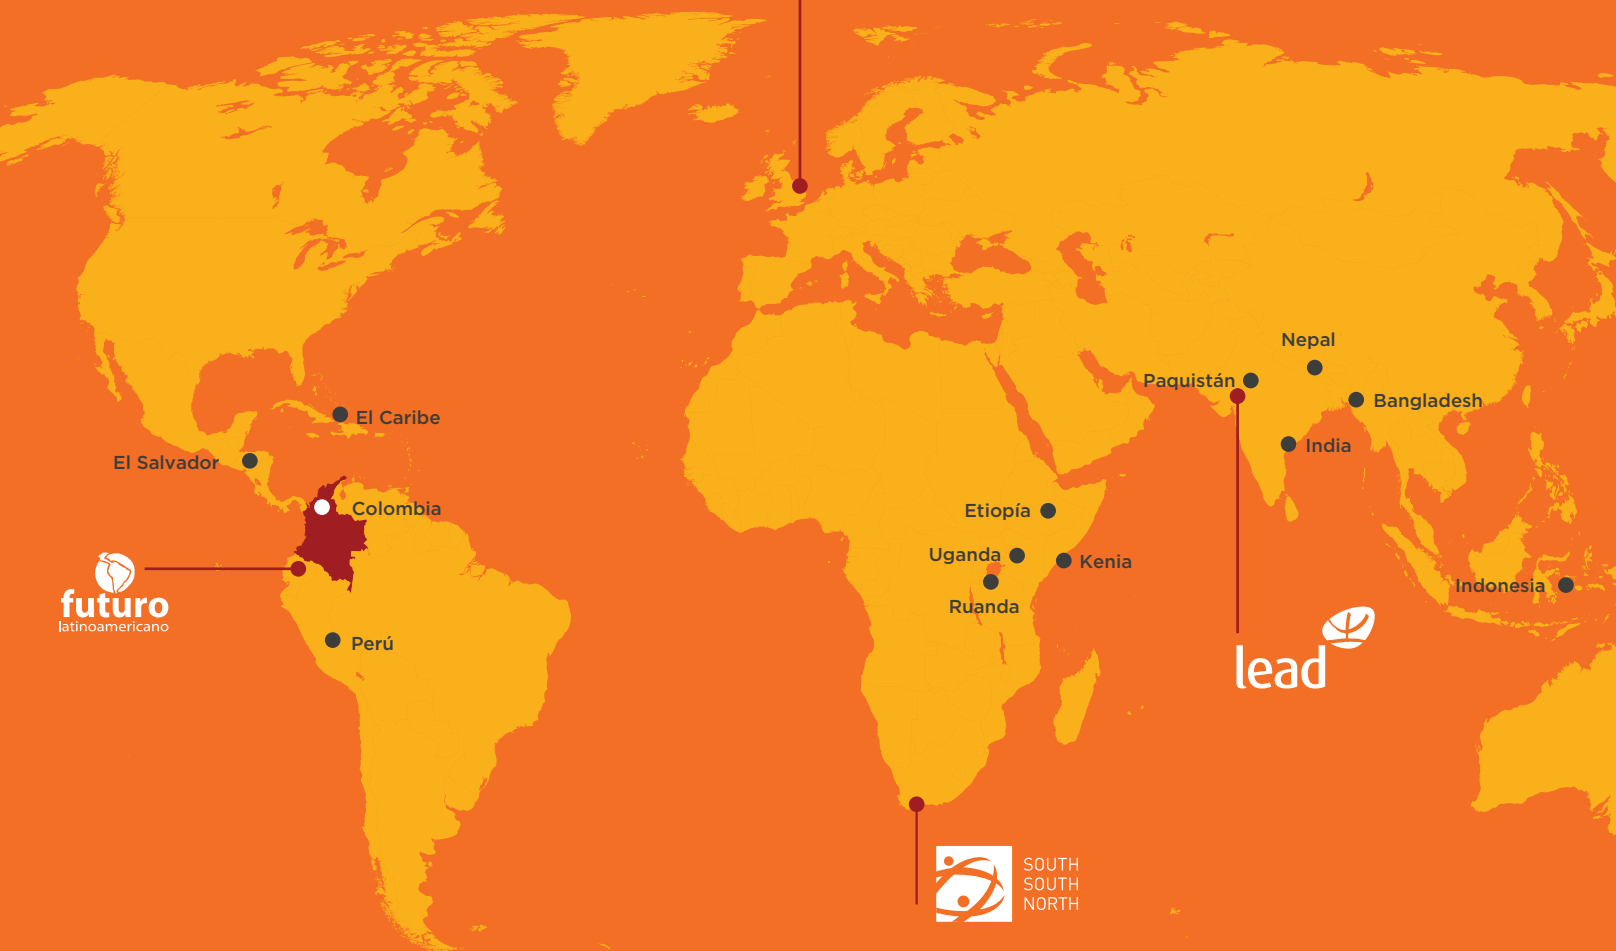 Nepal
Paquistán
Bangladesh
El Caribe
India
El Salvador
Colombia
Etiopía
Uganda
Kenia
Indonesia
Ruanda
futuro
latinoamericano
Perú
lead
SOUTH
SOUTH
NORTH